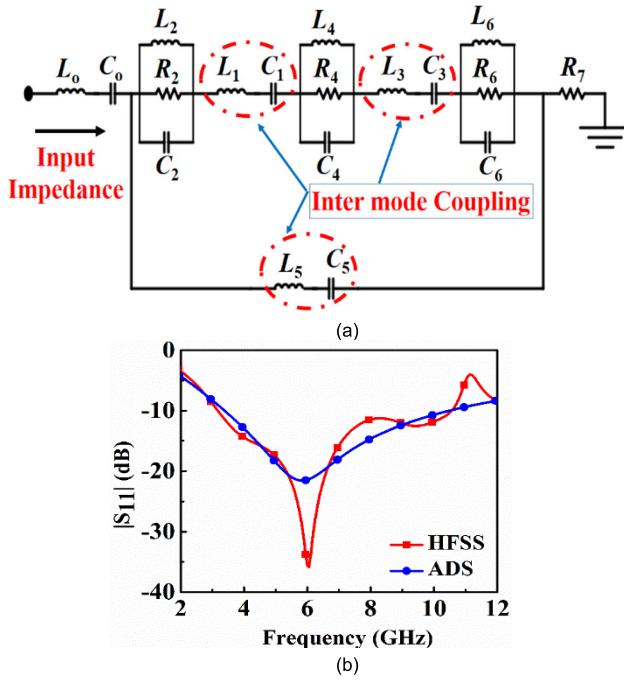 L₂ L₄ L₆
Lₒ Cₒ R₂ L₁ C₁ R₄ L₃ C₃ R₆ R₇
C₂ C₄ C₆
Input
Impedance
Inter mode Coupling
L₅ C₅
(a)
0
-10
-20
-30
-40
|S₁₁| (dB)
HFSS
ADS
2 4 6 8 10 12
Frequency (GHz)
(b)